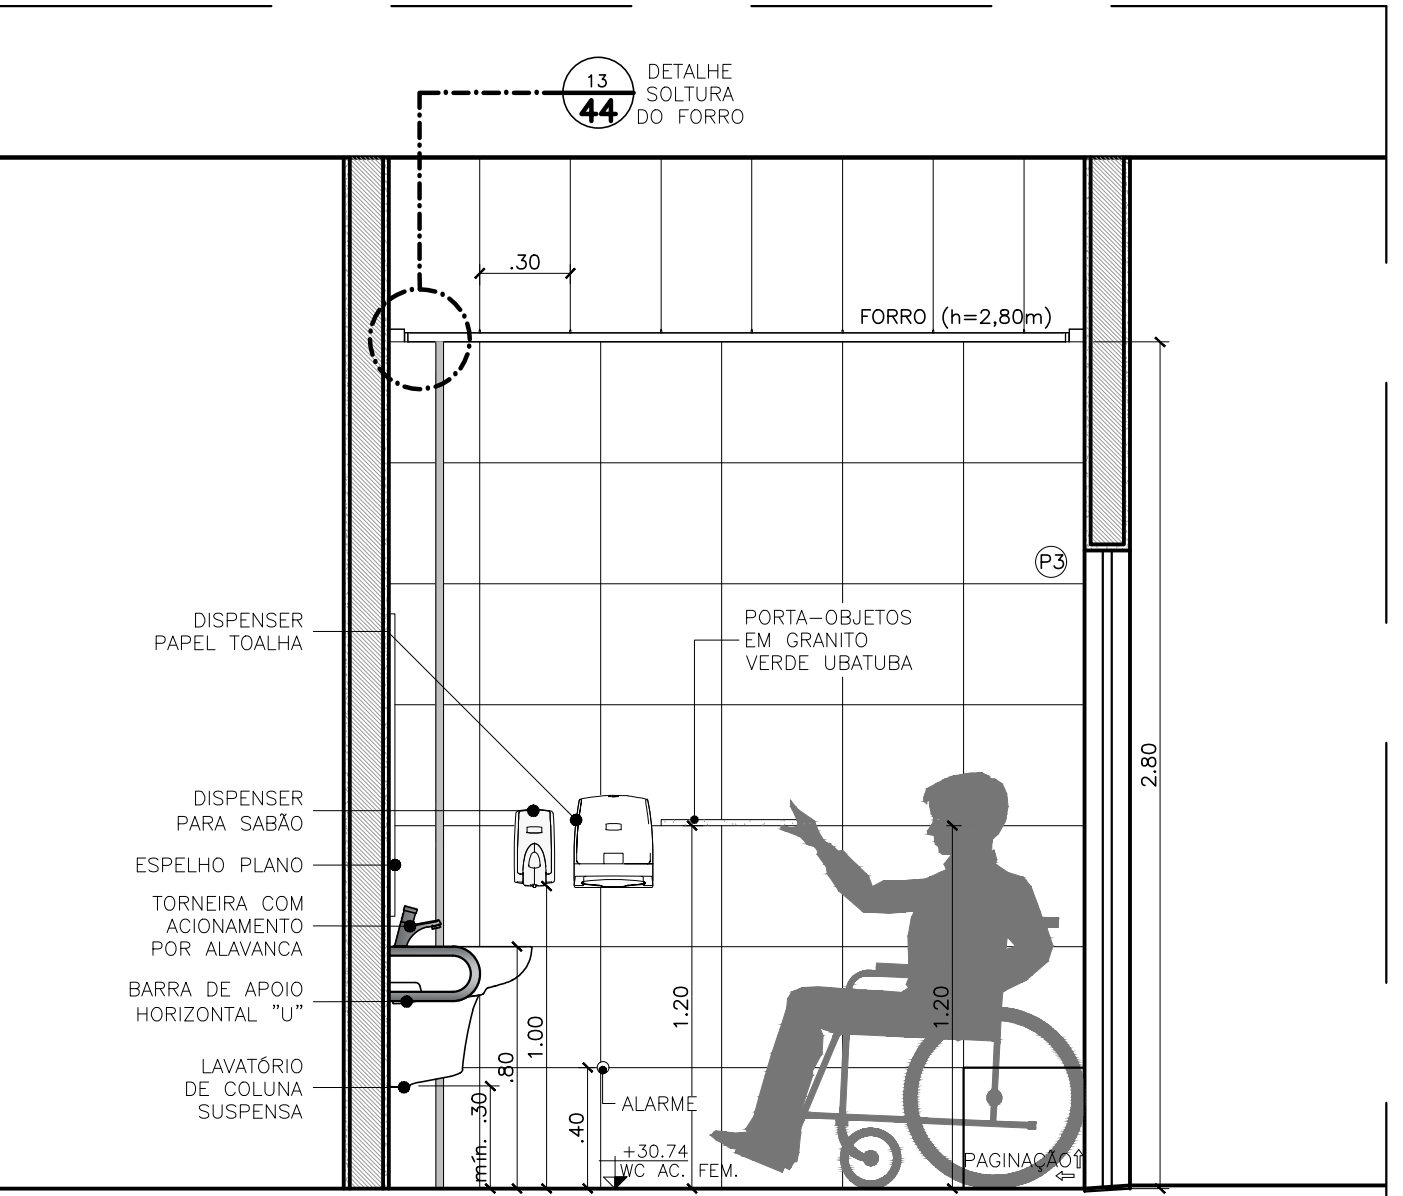 13
44
DETALHE
SOLTURA
DO FORRO
.30
FORRO (h=2,80m)
P3
DISPENSER
PAPEL TOALHA
PORTA-OBJETOS
EM GRANITO
VERDE UBATUBA
2.80
DISPENSER
PARA SABÃO
ESPELHO PLANO
TORNEIRA COM
ACIONAMENTO
POR ALAVANCA
BARRA DE APOIO
HORIZONTAL "U"
LAVATÓRIO
DE COLUNA
SUSPENSA
mín. .30
.80
1.00
.40
1.20
1.20
ALARME
+30.74
WC AC. FEM.
PAGINAÇÃO